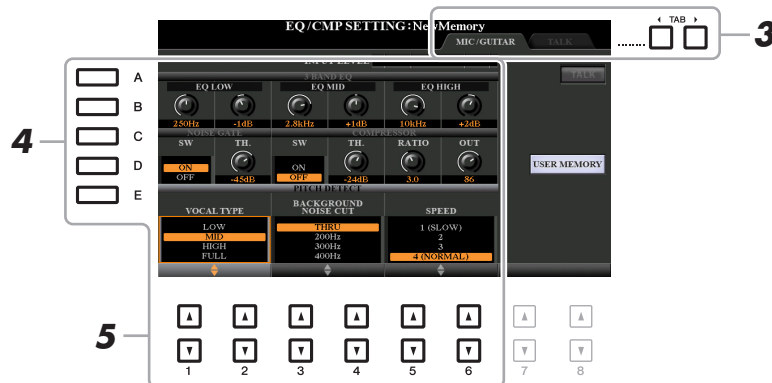 EQ/CMP SETTING:NewMemory
MIC/GUITAR TALK
TAB
3
INPUT LEVEL
3 BAND EQ
TALK
EQ LOW EQ MID EQ HIGH
250Hz -1dB 2.8kHz +1dB 10kHz +2dB
NOISE GATE COMPRESSOR
SW TH. SW TH. RATIO OUT
ON
OFF
-45dB
ON
OFF
-24dB 3.0 86
USER MEMORY
PITCH DETECT
VOCAL TYPE
LOW
MID
HIGH
FULL
BACKGROUND
NOISE CUT
THRU
200Hz
300Hz
400Hz
SPEED
1 (SLOW)
2
3
4 (NORMAL)
A
B
C
D
E
4
5
1 2 3 4 5 6 7 8